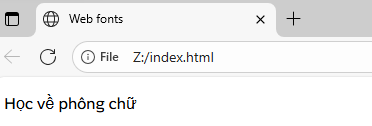 Web fonts
File Z:/index.html
Học về phông chữ